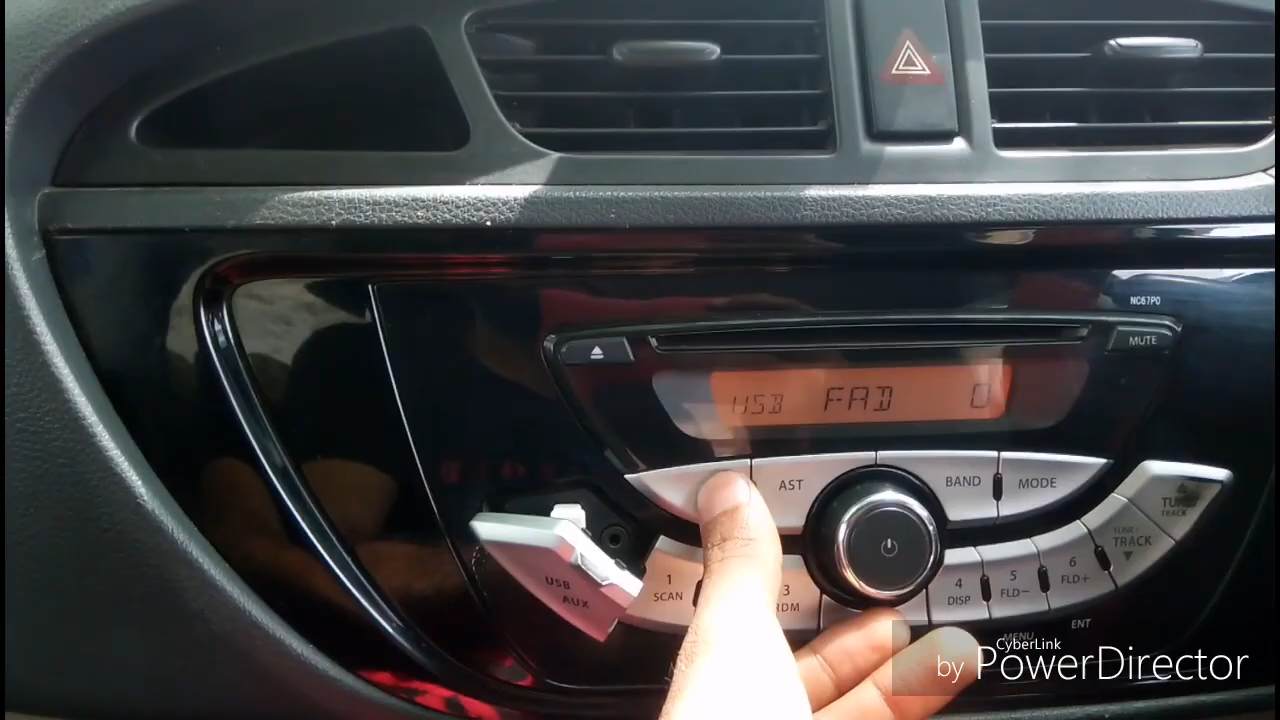 NC67P0
MUTE
USB FAD 0
AST
BAND
MODE
TRACK
TUNE/
TRACK
1
SCAN
3
RDM
4
DISP
5
FLD-
6
FLD+
USB
AUX
MENU
ENT
CyberLink
by PowerDirector